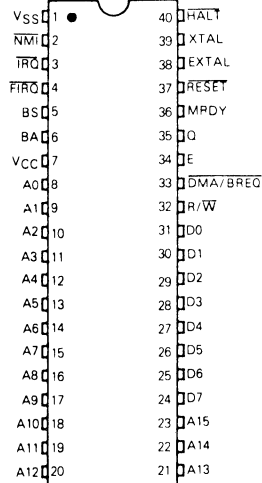 VSS 1 40 HALT
NMI 2 39 XTAL
IRQ 3 38 EXTAL
FIRQ 4 37 RESET
BS 5 36 MRDY
BA 6 35 Q
VCC 7 34 E
A0 8 33 DMA/BREQ
A1 9 32 R/W
A2 10 31 D0
A3 11 30 D1
A4 12 29 D2
A5 13 28 D3
A6 14 27 D4
A7 15 26 D5
A8 16 25 D6
A9 17 24 D7
A10 18 23 A15
A11 19 22 A14
A12 20 21 A13